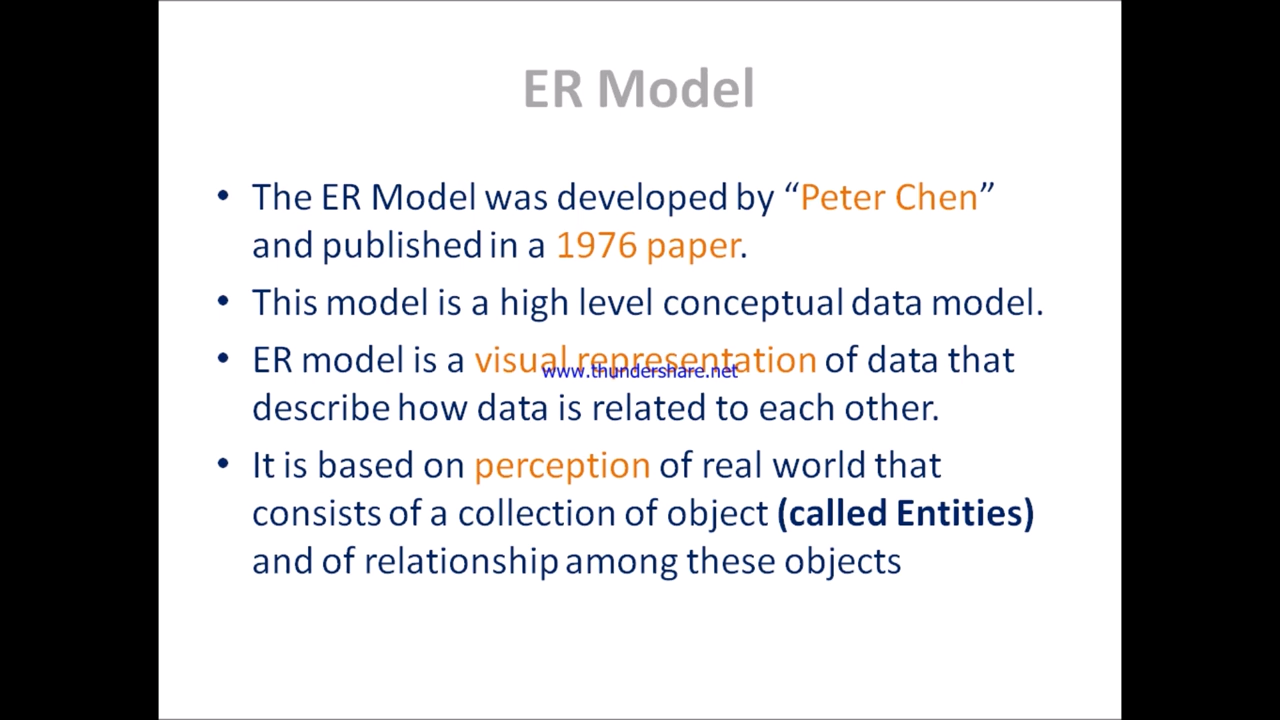 ER Model
• The ER Model was developed by “Peter Chen”
and published in a 1976 paper.
• This model is a high level conceptual data model.
• ER model is a visual representation of data that
www.thundershare.net
describe how data is related to each other.
• It is based on perception of real world that
consists of a collection of object (called Entities)
and of relationship among these objects